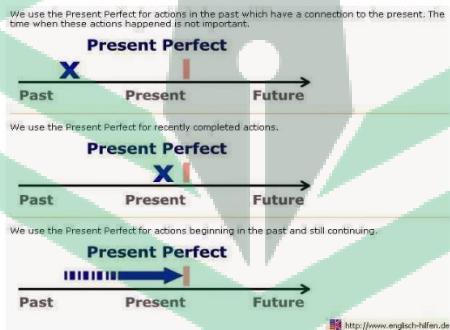 We use the Present Perfect for actions in the past which have a connection to the present. The
time when these actions happened is not important.
Present Perfect
X
Past Present Future
We use the Present Perfect for recently completed actions.
Present Perfect
X
Past Present Future
We use the Present Perfect for actions beginning in the past and still continuing.
Present Perfect
Past Present Future
http://www.englisch-hilfen.de